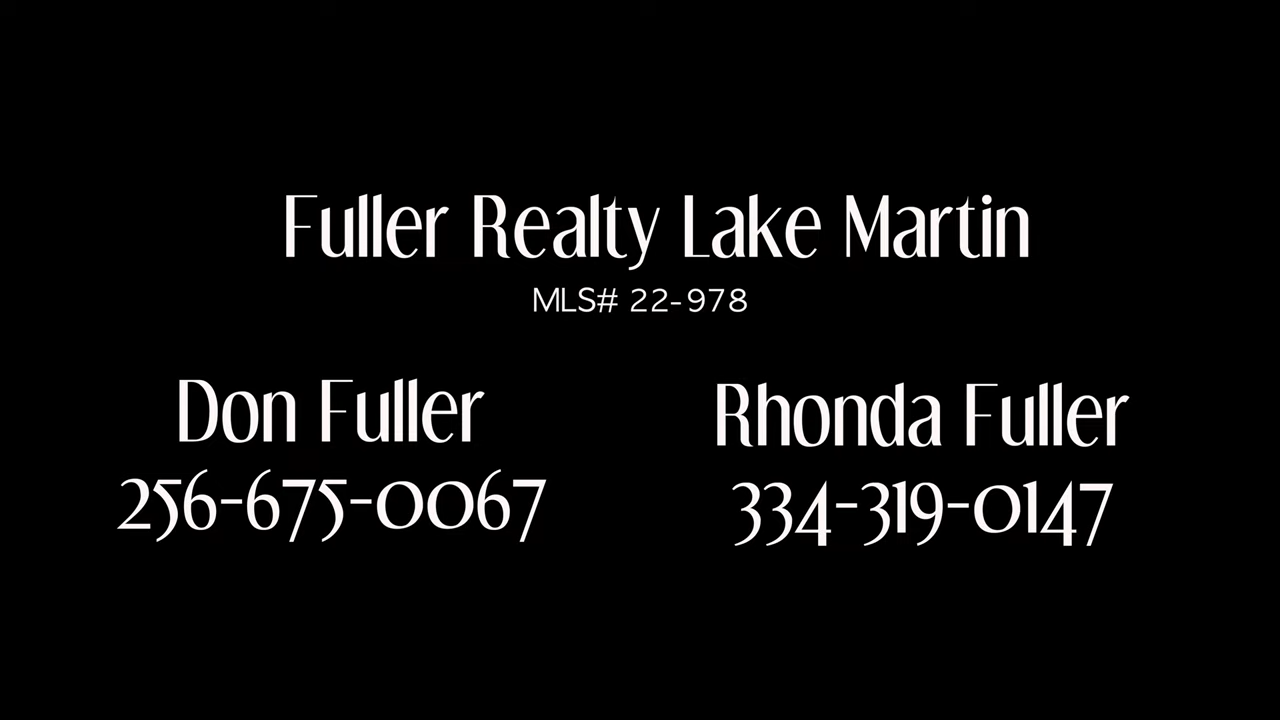 Fuller Realty Lake Martin
MLS# 22-978
Don Fuller
256-675-0067
Rhonda Fuller
334-319-0147